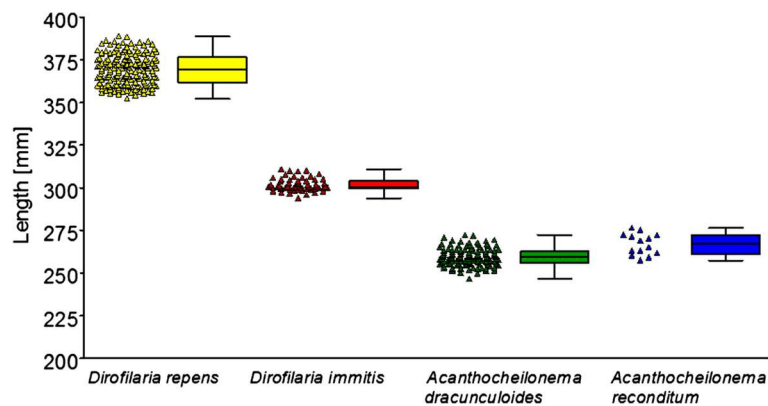 400
375
350
325
300
275
250
225
200
Length [mm]
Dirofilaria repens
Dirofilaria immitis
Acanthocheilonema
dracunculoides
Acanthocheilonema
reconditum